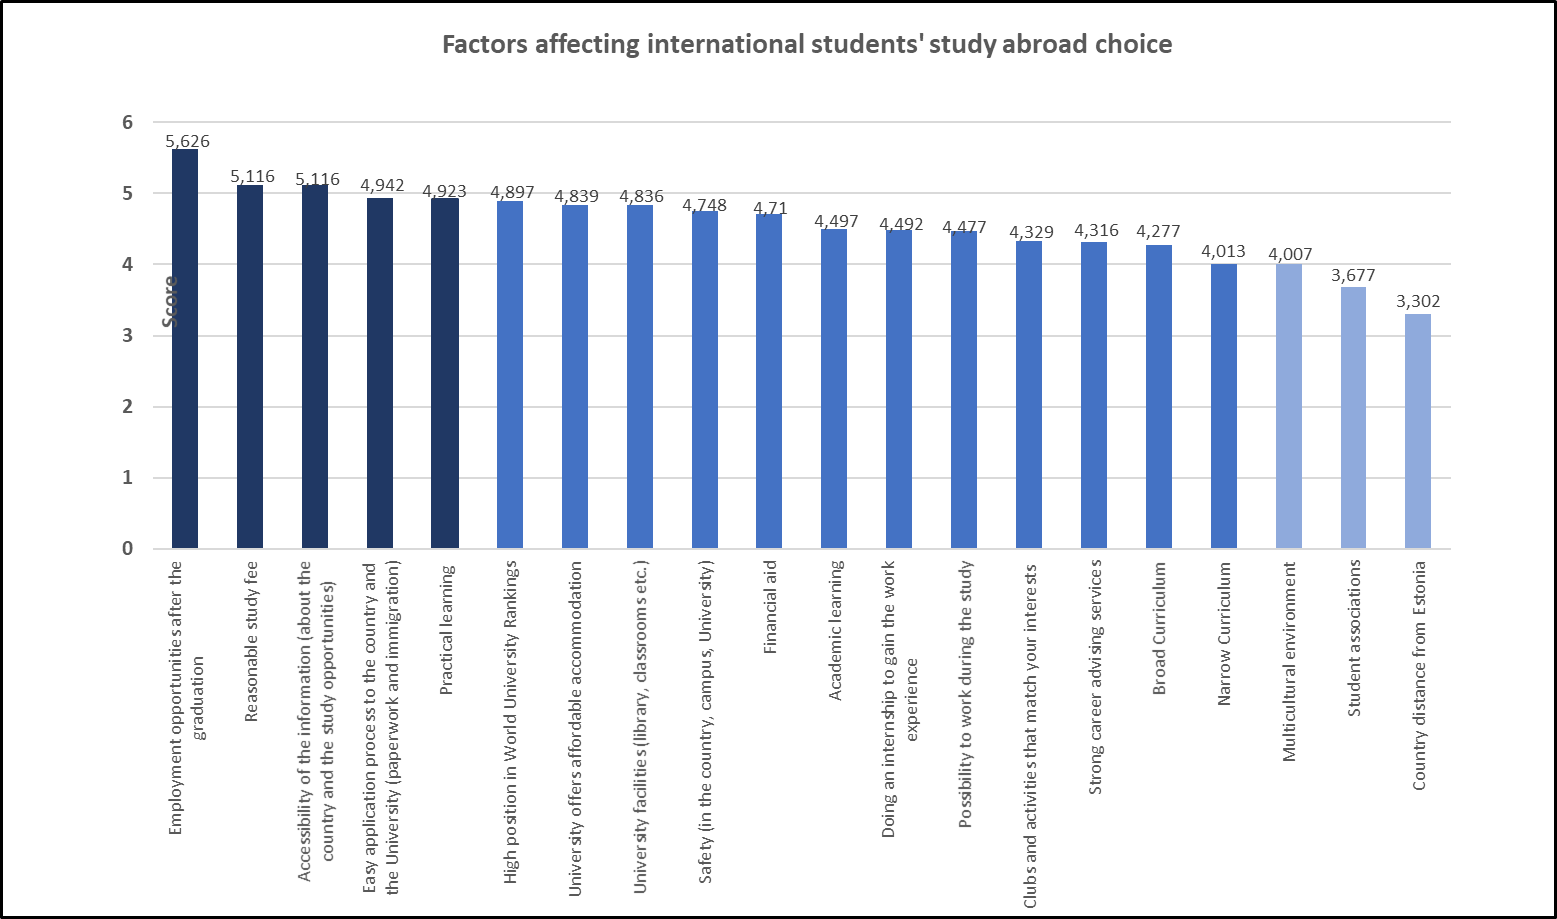 Factors affecting international students' study abroad choice
6
5
4
3
2
1
0
Score
5,626
5,116
5,116
4,942
4,923
4,897
4,839
4,836
4,748
4,71
4,497
4,492
4,477
4,329
4,316
4,277
4,013
4,007
3,677
3,302
Employment opportunities after the
graduation
Reasonable study fee
Accessibility of the information (about the
country and the study opportunities)
Easy application process to the country and
the University (paperwork and immigration)
Practical learning
High position in World University Rankings
University offers affordable accommodation
University facilities (library, classrooms etc.)
Safety (in the country, campus, University)
Financial aid
Academic learning
Doing an internship to gain the work
experience
Possibility to work during the study
Clubs and activities that match your interests
Strong career advising services
Broad Curriculum
Narrow Curriculum
Multicultural environment
Student associations
Country distance from Estonia